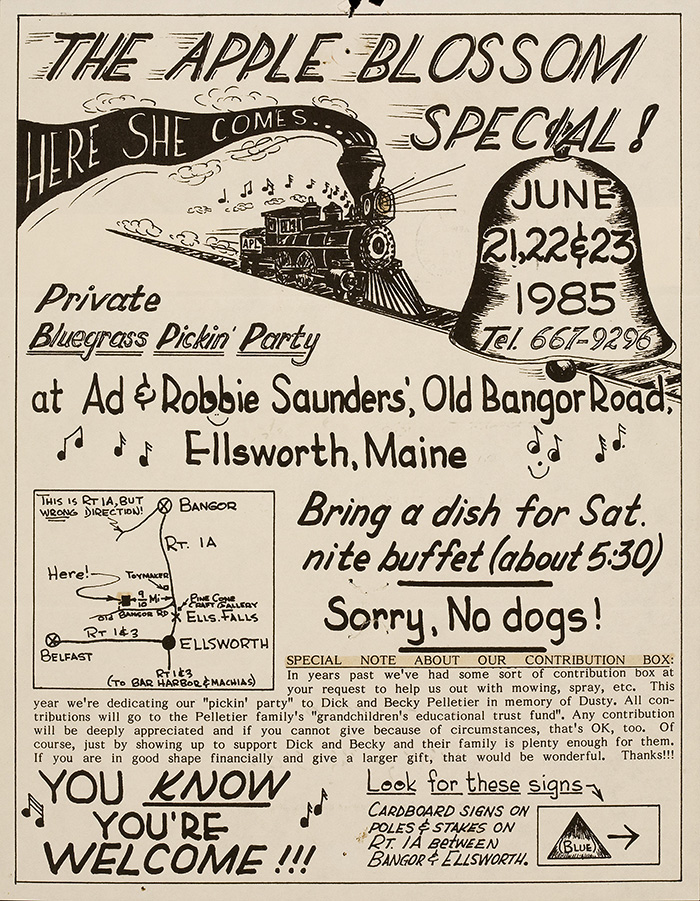 THE APPLE BLOSSOM
SPECIAL!
HERE SHE COMES...
APL
JUNE
21,22&23
1985
Tel. 667-9296
Private
Bluegrass Pickin' Party
at Ad & Robbie Saunders', Old Bangor Road,
Ellsworth, Maine
THIS IS RT 1A, BUT
WRONG DIRECTION!
BANGOR
RT. 1A
Here!
TOYMAKER
9/10 Mi
PINE CONE
CRAFT GALLERY
OLD BANGOR RD
ELLS. FALLS
RT 1&3
ELLSWORTH
BELFAST
RT 1&3
(TO BAR HARBOR & MACHIAS)
Bring a dish for Sat.
nite buffet (about 5:30)
Sorry, No dogs!
SPECIAL NOTE ABOUT OUR CONTRIBUTION BOX:
In years past we've had some sort of contribution box at
your request to help us out with mowing, spray, etc. This
year we're dedicating our "pickin' party" to Dick and Becky Pelletier in memory of Dusty. All con-
tributions will go to the Pelletier family's "grandchildren's educational trust fund". Any contribution
will be deeply appreciated and if you cannot give because of circumstances, that's OK, too. Of
course, just by showing up to support Dick and Becky and their family is plenty enough for them.
If you are in good shape financially and give a larger gift, that would be wonderful. Thanks!!!
YOU KNOW
YOU'RE
WELCOME!!!
Look for these signs
CARDBOARD SIGNS ON
POLES & STAKES ON
RT. 1A BETWEEN
BANGOR & ELLSWORTH.
(BLUE)